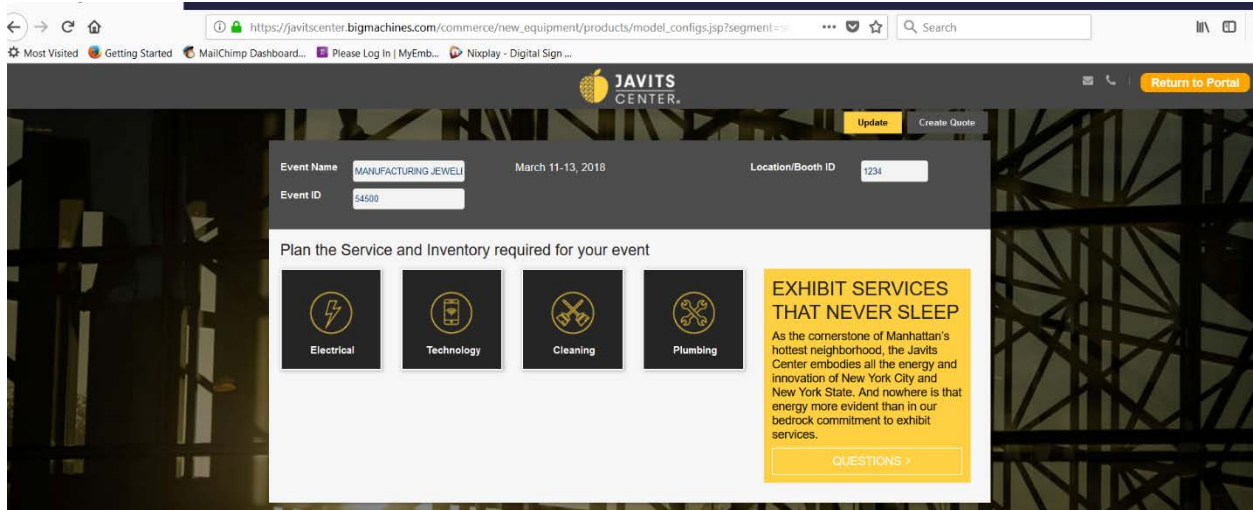 https://javitscenter.bigmachines.com/commerce/new_equipment/products/model_configs.jsp?segment=
Search
Most Visited Getting Started MailChimp Dashboard... Please Log In | MyEmb... Nixplay - Digital Sign ...
JAVITS
CENTER.
Return to Portal
Update Create Quote
Event Name MANUFACTURING JEWELI March 11-13, 2018 Location/Booth ID 1234
Event ID 54500
Plan the Service and Inventory required for your event
Electrical Technology Cleaning Plumbing
EXHIBIT SERVICES
THAT NEVER SLEEP
As the cornerstone of Manhattan's
hottest neighborhood, the Javits
Center embodies all the energy and
innovation of New York City and
New York State. And nowhere is that
energy more evident than in our
bedrock commitment to exhibit
services.
QUESTIONS >